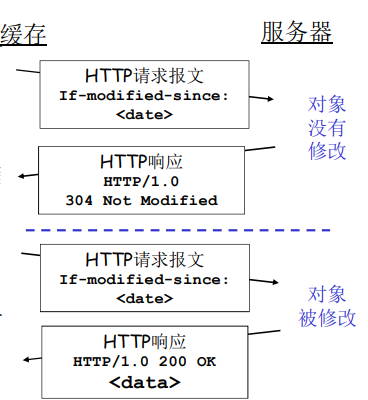 缓存
服务器
HTTP请求报文
If-modified-since:
<date>
对象
没有
修改
HTTP响应
HTTP/1.0
304 Not Modified
HTTP请求报文
If-modified-since:
<date>
对象
被修改
HTTP响应
HTTP/1.0 200 OK
<data>